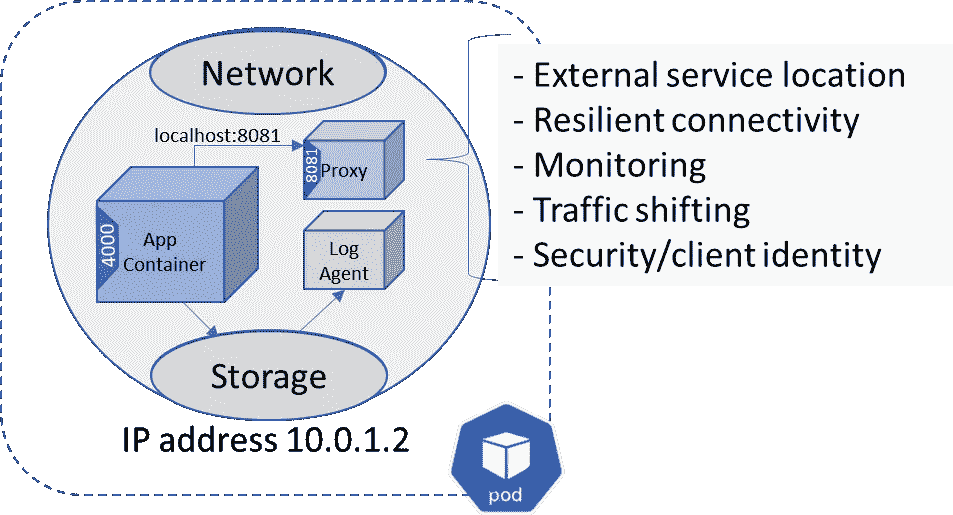 Network
localhost:8081
8081
Proxy
4000
App
Container
Log
Agent
Storage
IP address 10.0.1.2
pod
- External service location
- Resilient connectivity
- Monitoring
- Traffic shifting
- Security/client identity